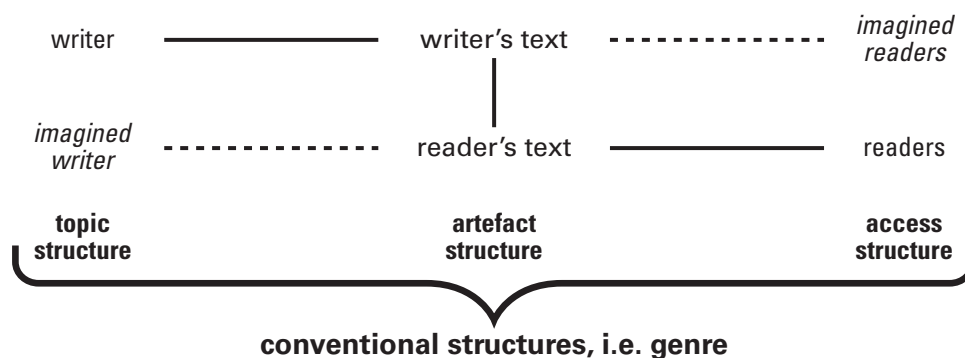 writer
writer’s text
imagined
readers
imagined
writer
reader’s text
readers
topic
structure
artefact
structure
access
structure
conventional structures, i.e. genre